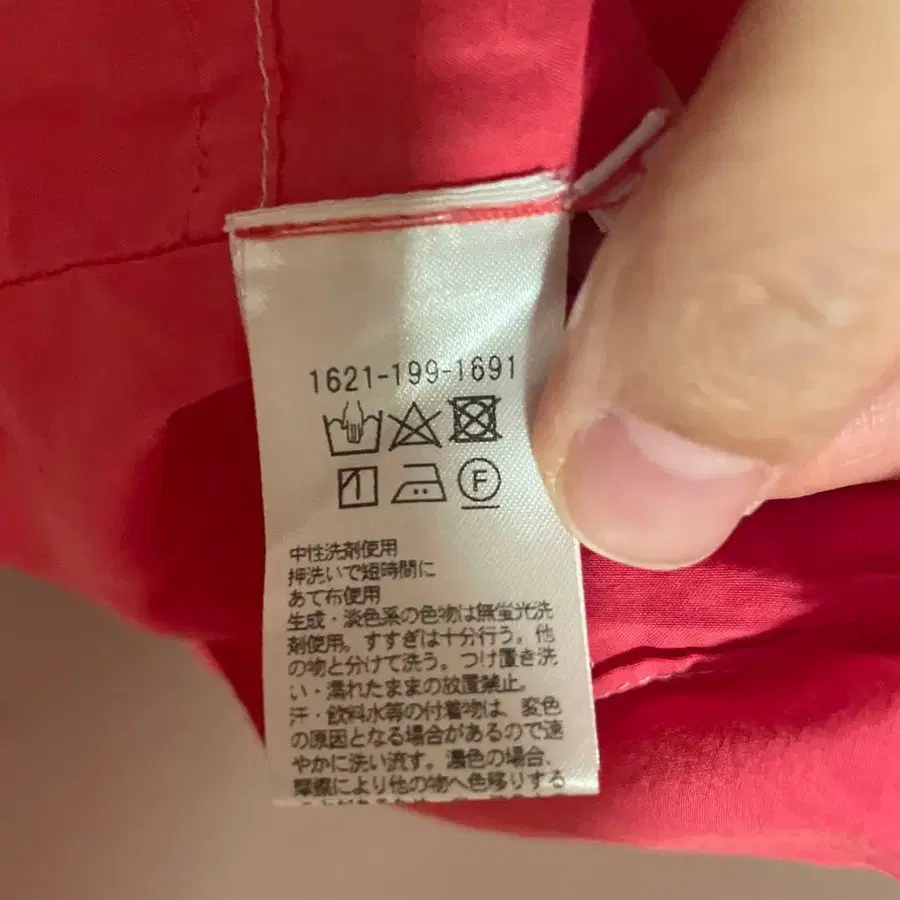 1621-199-1691
F
中性洗剤使用
押洗いで短時間に
あて布使用
生成・淡色系の色物は無蛍光洗
剤使用。すすぎは十分行う。他
の物と分けて洗う。つけ置き洗
い・濡れたままの放置禁止。
汗・飲料水等の付着物は、変色
の原因となる場合があるので速
やかに洗い流す。濃色の場合、
摩擦により他の物へ色移りする